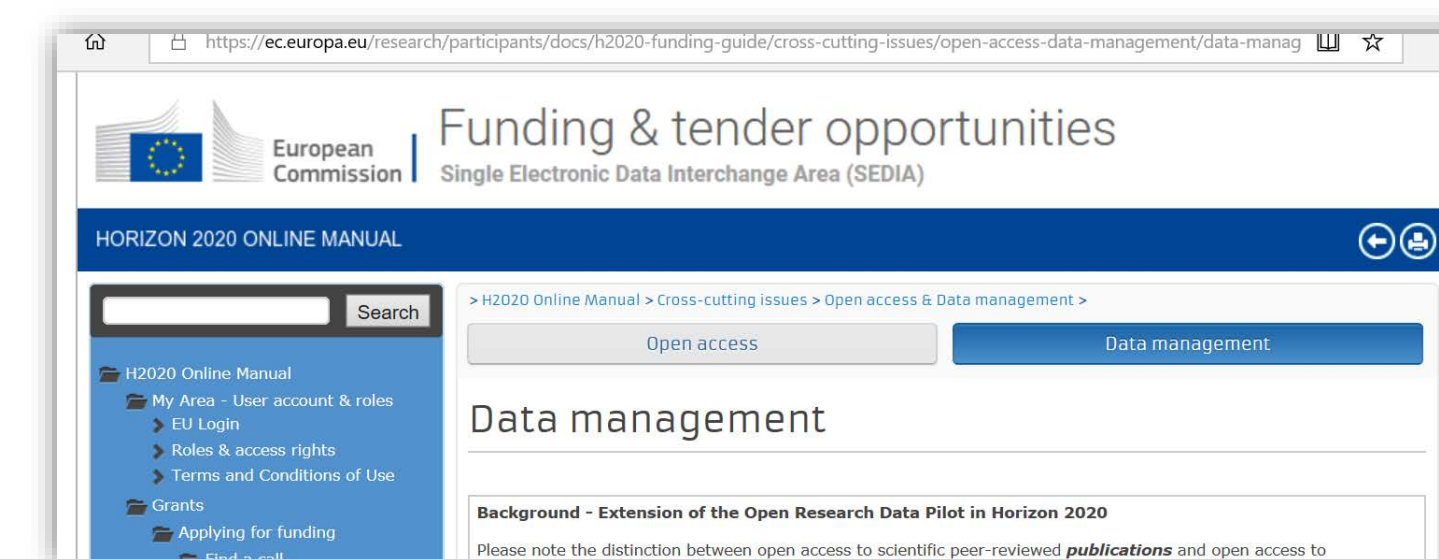 https://ec.europa.eu/research/participants/docs/h2020-funding-guide/cross-cutting-issues/open-access-data-management/data-manag
European
Commission
Funding & tender opportunities
Single Electronic Data Interchange Area (SEDIA)
HORIZON 2020 ONLINE MANUAL
Search
> H2020 Online Manual > Cross-cutting issues > Open access & Data management >
Open access
Data management
H2020 Online Manual
My Area - User account & roles
EU Login
Roles & access rights
Terms and Conditions of Use
Grants
Applying for funding
Find a call
Data management
Background - Extension of the Open Research Data Pilot in Horizon 2020
Please note the distinction between open access to scientific peer-reviewed publications and open access to